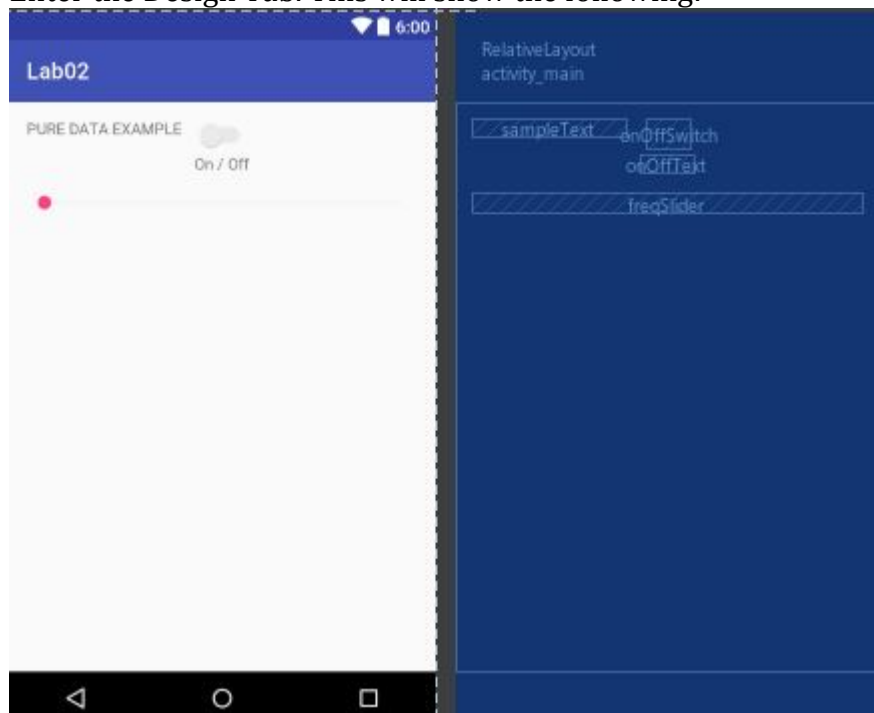 Enter the Design Tab. This will show the following:
6:00
Lab02
PURE DATA EXAMPLE
On / Off
RelativeLayout
activity_main
sampleText
onOffSwitch
onOffText
freqSlider